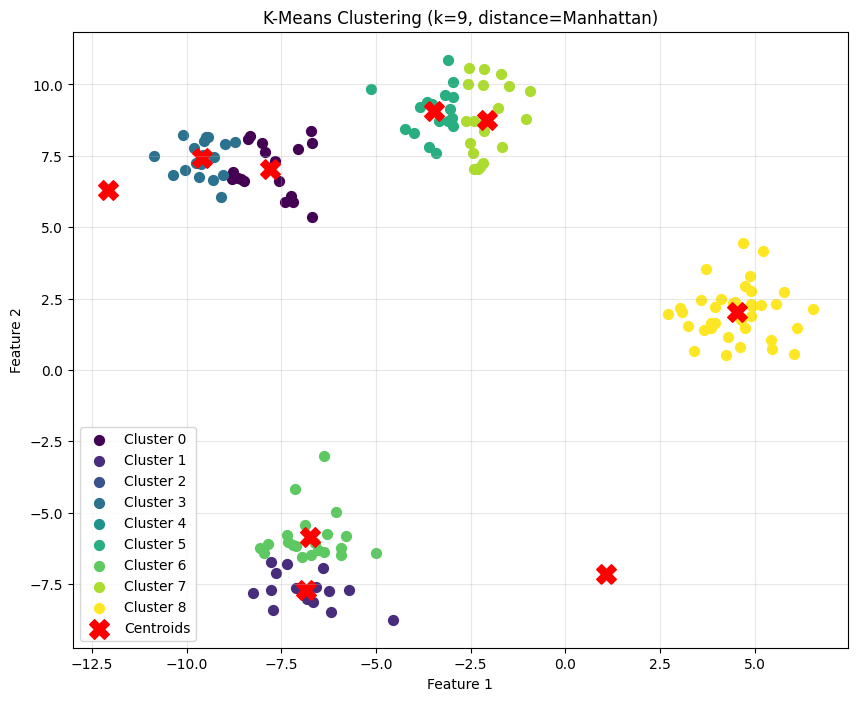 K-Means Clustering (k=9, distance=Manhattan)
10.0
7.5
5.0
2.5
0.0
−2.5
−5.0
−7.5
Feature 2
Cluster 0
Cluster 1
Cluster 2
Cluster 3
Cluster 4
Cluster 5
Cluster 6
Cluster 7
Cluster 8
Centroids
−12.5 −10.0 −7.5 −5.0 −2.5 0.0 2.5 5.0
Feature 1